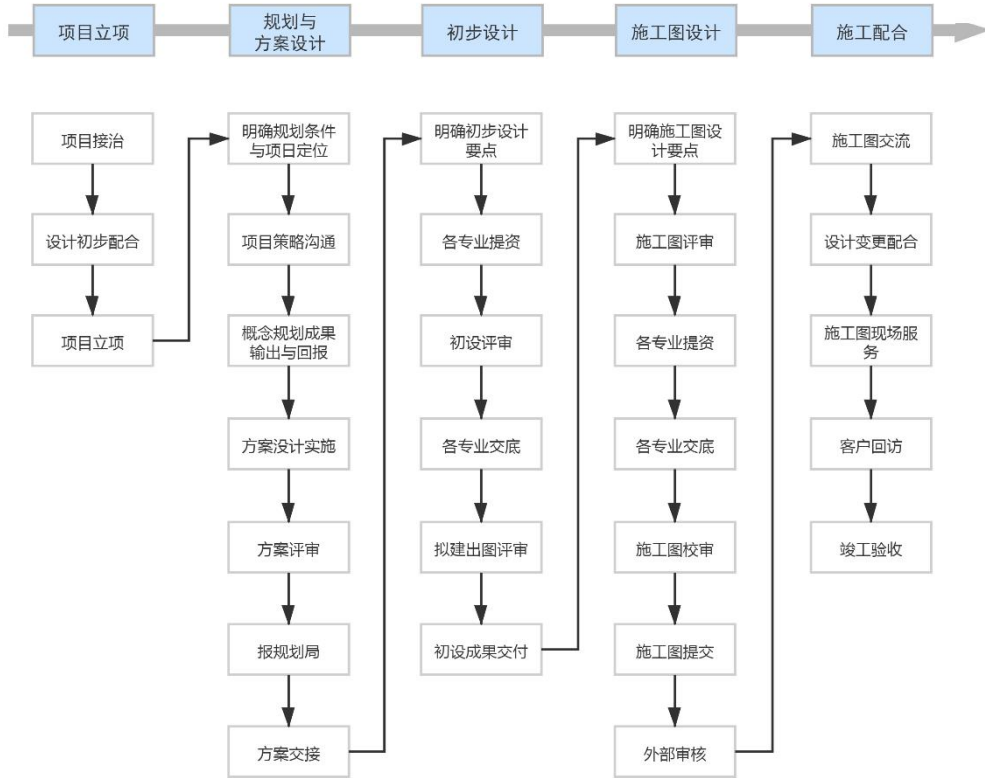 项目立项
规划与
方案设计
初步设计
施工图设计
施工配合
项目接治
设计初步配合
项目立项
明确规划条件
与项日定位
项目策略沟通
概念规划成果
输出与回报
方案没计实施
方案评审
报规划局
方案交接
明确初步设计
要点
各专业提资
初设评审
各专业交底
拟建出图评审
初设成果交付
明确施工图设
计要点
施工图评审
各专业提资
各专业交底
施工图校审
施工图提交
外部审核
施工图交流
设计变更配合
施工图现场服
务
客户回访
竣工验收